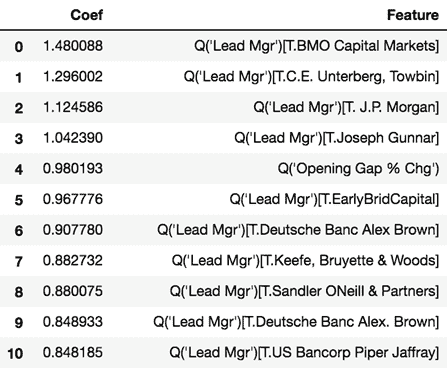 Coef Feature
0 1.480088 Q('Lead Mgr')[T.BMO Capital Markets]
1 1.296002 Q('Lead Mgr')[T.C.E. Unterberg, Towbin]
2 1.124586 Q('Lead Mgr')[T. J.P. Morgan]
3 1.042390 Q('Lead Mgr')[T.Joseph Gunnar]
4 0.980193 Q('Opening Gap % Chg')
5 0.967776 Q('Lead Mgr')[T.EarlyBridCapital]
6 0.907780 Q('Lead Mgr')[T.Deutsche Banc Alex Brown]
7 0.882732 Q('Lead Mgr')[T.Keefe, Bruyette & Woods]
8 0.880075 Q('Lead Mgr')[T.Sandler ONeill & Partners]
9 0.848933 Q('Lead Mgr')[T.Deutsche Banc Alex. Brown]
10 0.848185 Q('Lead Mgr')[T.US Bancorp Piper Jaffray]